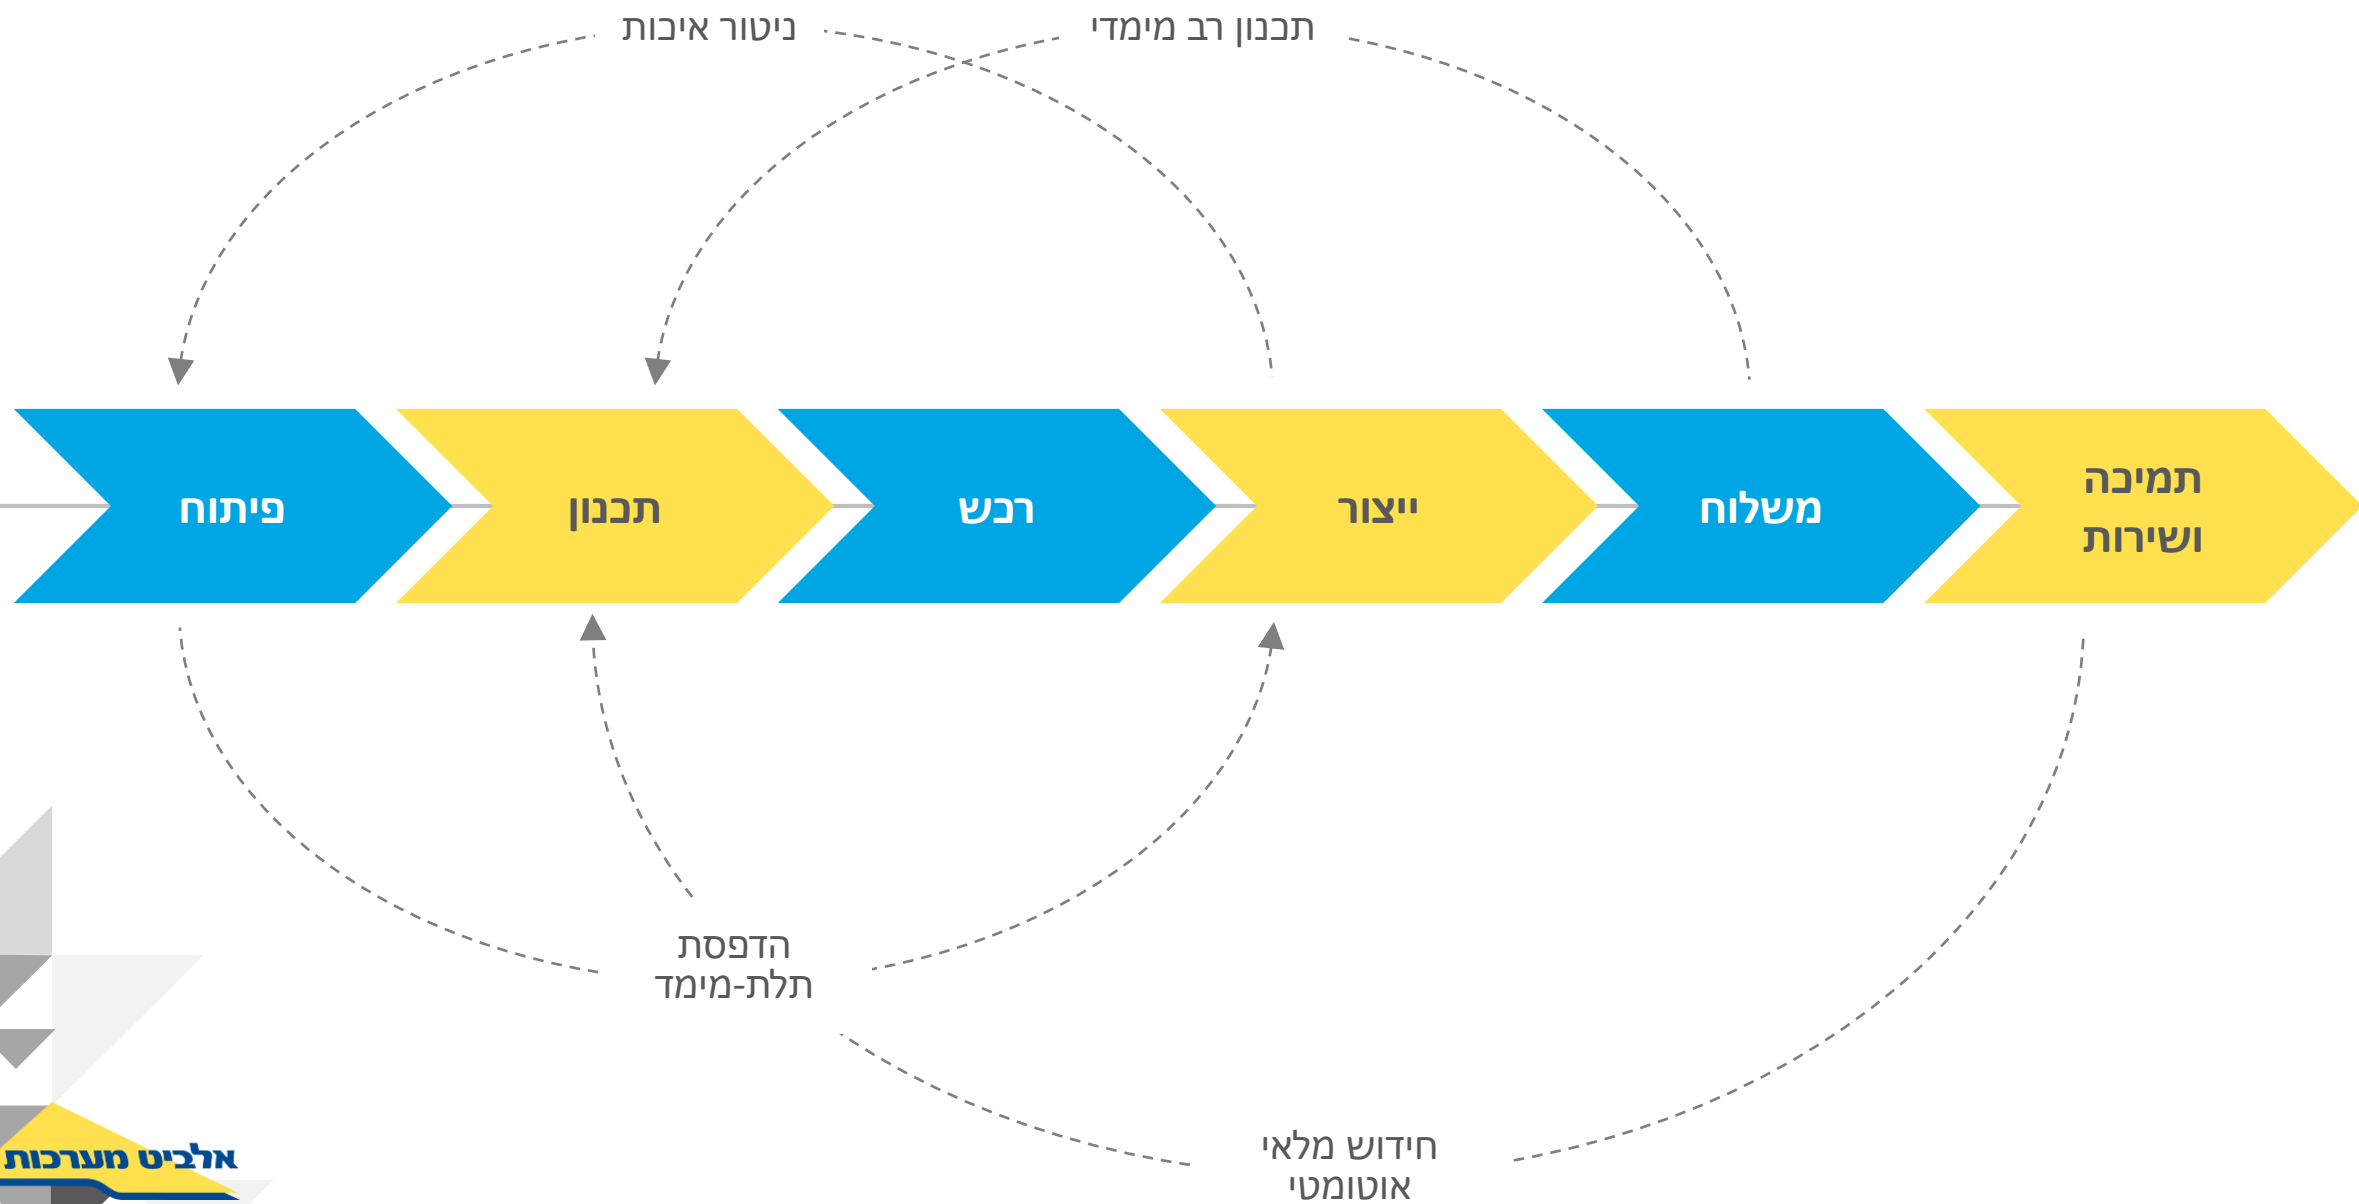 ניטור איכות
תכנון רב מימדי
פיתוח
תכנון
רכש
ייצור
משלוח
תמיכה
ושירות
הדפסת
תלת-מימד
חידוש מלאי
אוטומטי
אלביט מערכות